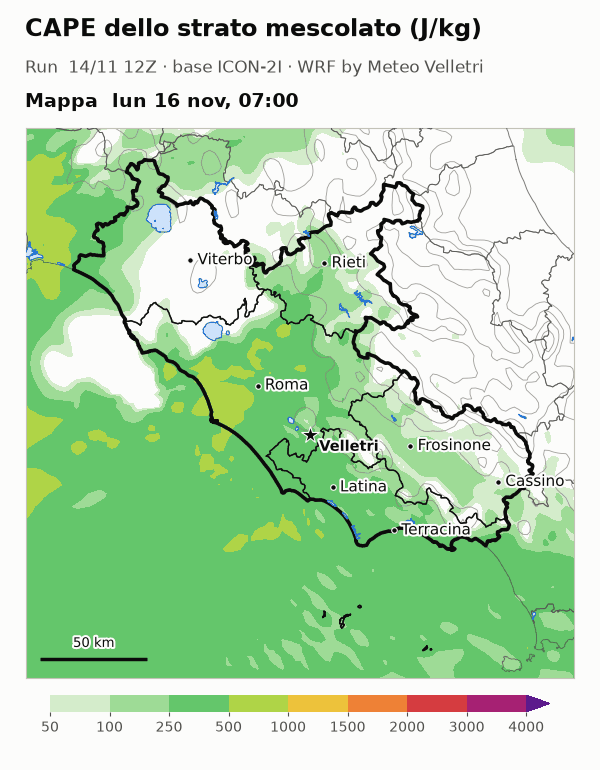 CAPE dello strato mescolato (J/kg)
Run 14/11 12Z · base ICON-2I · WRF by Meteo Velletri
Mappa lun 16 nov, 07:00
Viterbo
Rieti
Roma
Velletri
Frosinone
Cassino
Latina
Terracina
50 km
50 100 250 500 1000 1500 2000 3000 4000